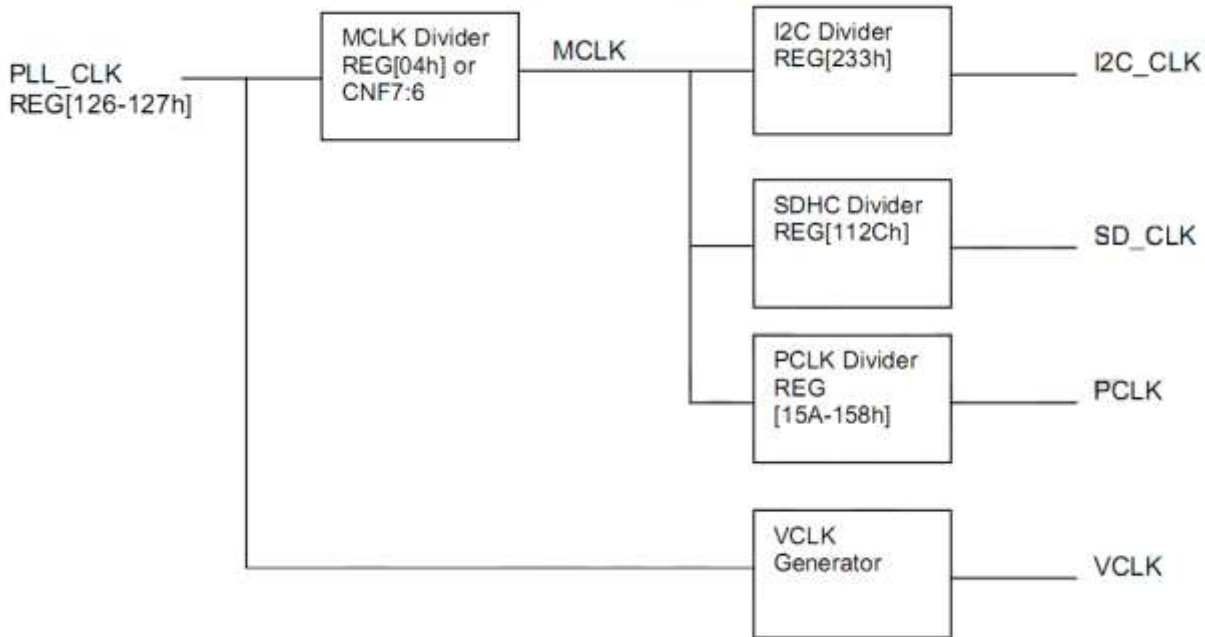 PLL_CLK
REG[126-127h]
MCLK Divider
REG[04h] or
CNF7:6
MCLK
I2C Divider
REG[233h]
I2C_CLK
SDHC Divider
REG[112Ch]
SD_CLK
PCLK Divider
REG
[15A-158h]
PCLK
VCLK
Generator
VCLK